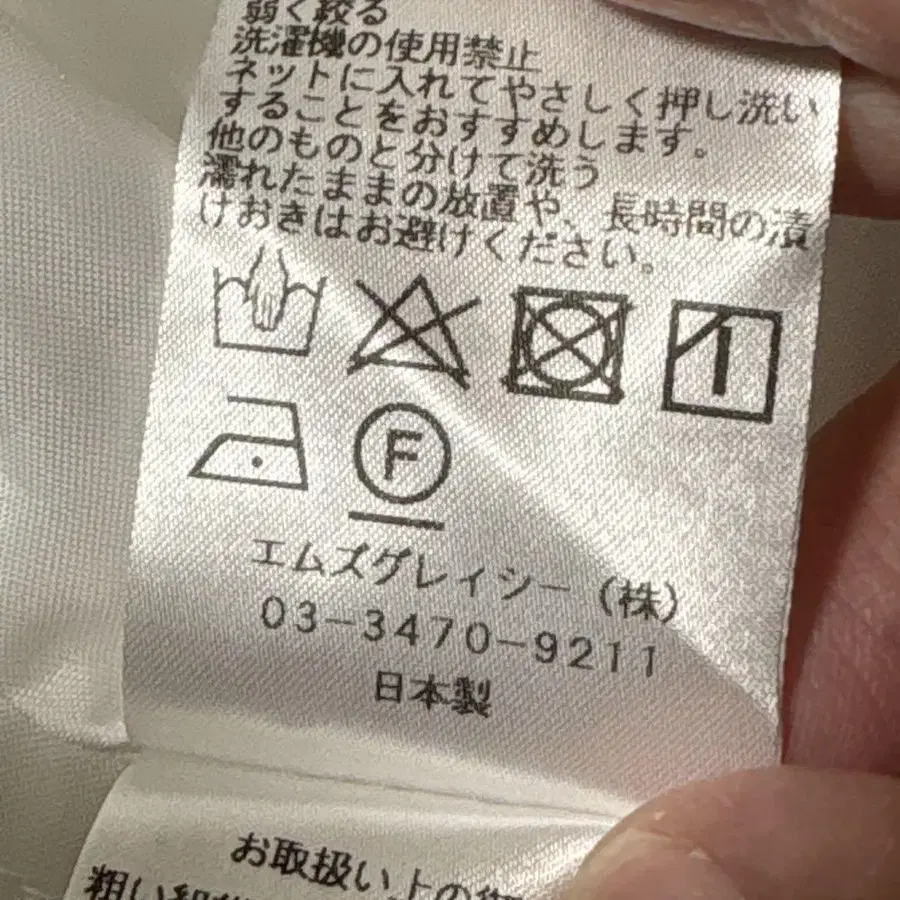 弱く絞る
洗濯機の使用禁止
ネットに入れてやさしく押し洗い
することをおすすめします。
他のものと分けて洗う
濡れたままの放置や、長時間の漬
けおきはお避けください。
F
エムズグレイシー(株)
03-3470-9211
日本製
お取扱い上の
粗い